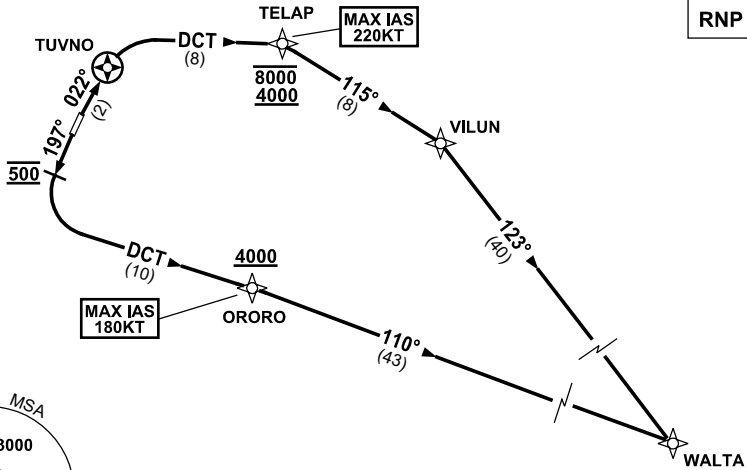 RNP
TELAP
MAX IAS
220KT
TUVNO
DCT
(8)
8000
4000
022°
(2)
197°
115°
(8)
VILUN
500
123°
(40)
DCT
(10)
4000
MAX IAS
180KT
ORORO
110°
(43)
MSA
WALTA